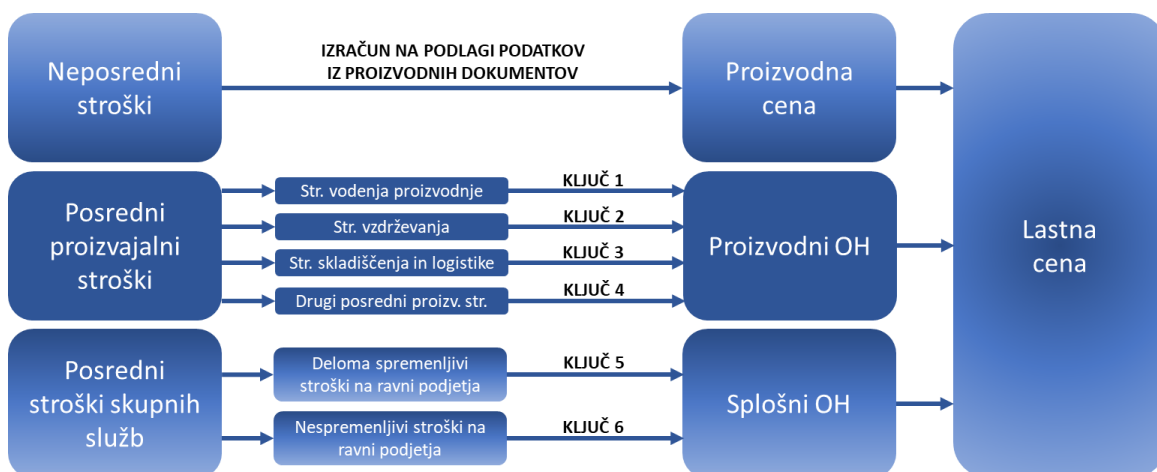 Neposredni
stroški
IZRAČUN NA PODLAGI PODATKOV
IZ PROIZVODNIH DOKUMENTOV
Proizvodna
cena
Posredni
proizvajalni
stroški
Str. vodenja proizvodnje
KLJUČ 1
Str. vzdrževanja
KLJUČ 2
Str. skladiščenja in logistike
KLJUČ 3
Drugi posredni proizv. str.
KLJUČ 4
Proizvodni OH
Posredni
stroški skupnih
služb
Deloma spremenljivi
stroški na ravni podjetja
KLJUČ 5
Nespremenljivi stroški na
ravni podjetja
KLJUČ 6
Splošni OH
Lastna
cena